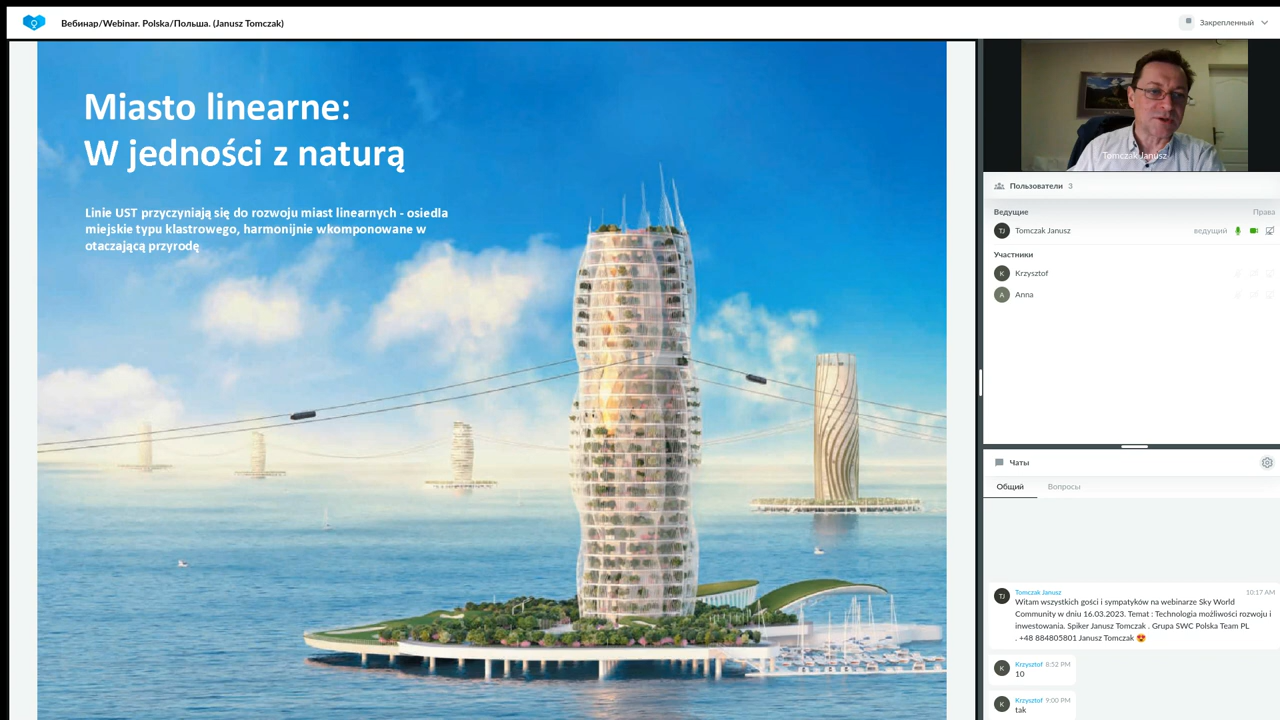 Вебинар/Webinar. Polska/Польша. (Janusz Tomczak)
Закрепленный
Miasto linearne:
W jedności z naturą
Linie UST przyczyniają się do rozwoju miast linearnych - osiedla
miejskie typu klastrowego, harmonijnie wkomponowane w
otaczającą przyrodę
Tomczak Janusz
Пользователи 3
Ведущие Права
TJ Tomczak Janusz ведущий
Участники
K Krzysztof
A Anna
Чаты
Общий Вопросы
TJ Tomczak Janusz 10:17 AM
Witam wszystkich gości i sympatyków na webinarze Sky World
Community w dniu 16.03.2023. Temat : Technologia możliwości rozwoju i
inwestowania. Spiker Janusz Tomczak . Grupa SWC Polska Team PL
. +48 884805801 Janusz Tomczak 😍
K Krzysztof 8:52 PM
10
K Krzysztof 9:00 PM
tak